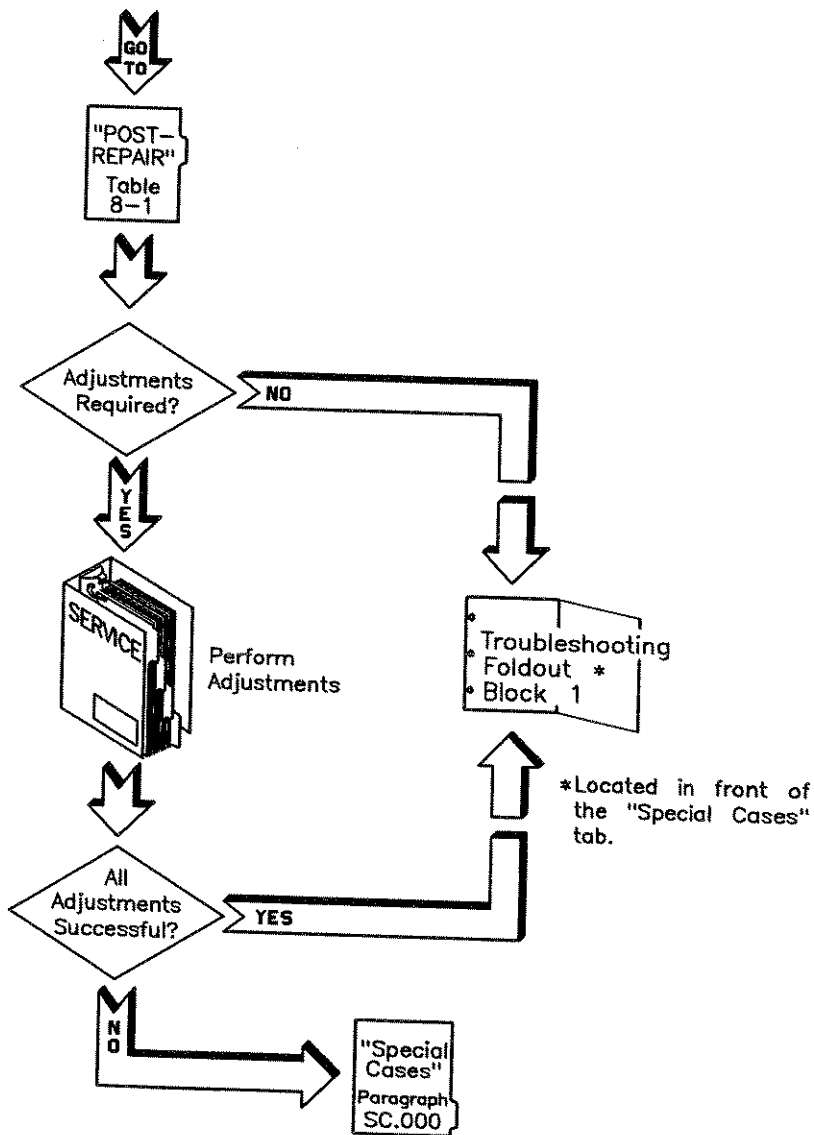 GO
TO
"POST-
REPAIR"
Table
8-1
Adjustments
Required?
NO
YES
SERVICE
Perform
Adjustments
Troubleshooting
Foldout *
Block 1
*Located in front of
the "Special Cases"
tab.
All
Adjustments
Successful?
YES
NO
"Special
Cases"
Paragraph
SC.000